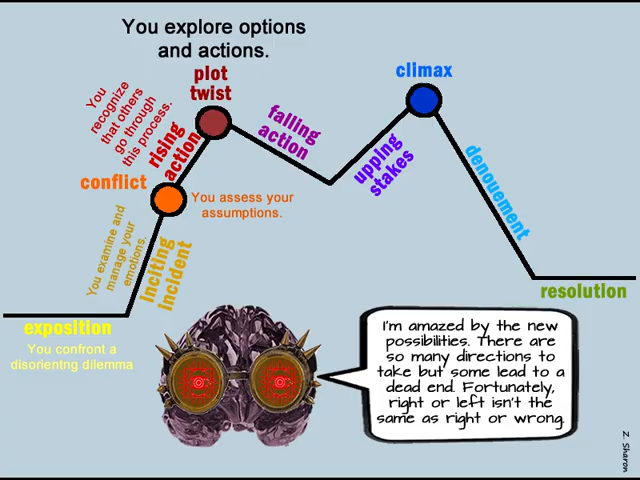 You explore options
and actions.
plot
twist
climax
You
recognize
that others
go through
this process.
rising
action
falling
action
upping
stakes
denouement
conflict
You assess your
assumptions.
You examine and
manage your
emotions.
inciting
incident
resolution
exposition
You confront a
disorientng dilemma
I'm amazed by the new
possibilities. There are
so many directions to
take but some lead to a
dead end. Fortunately,
right or left isn't the
same as right or wrong.
Z. Sharon